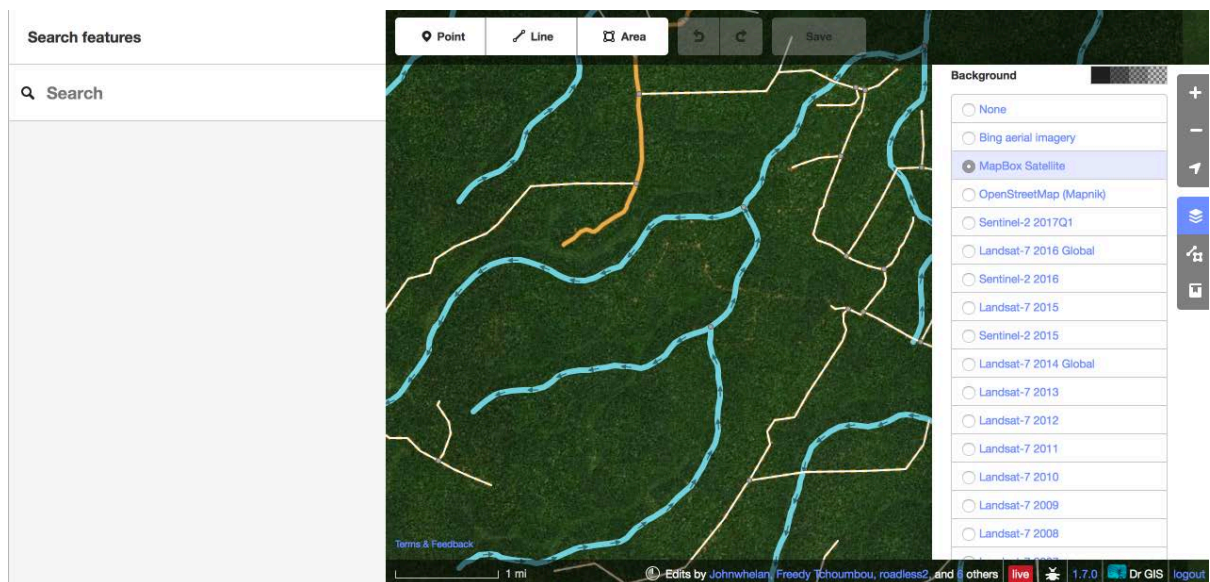 Search features
Search
Point
Line
Area
Save
Background
None
Bing aerial imagery
MapBox Satellite
OpenStreetMap (Mapnik)
Sentinel-2 2017Q1
Landsat-7 2016 Global
Sentinel-2 2016
Landsat-7 2015
Sentinel-2 2015
Landsat-7 2014 Global
Landsat-7 2013
Landsat-7 2012
Landsat-7 2011
Landsat-7 2010
Landsat-7 2009
Landsat-7 2008
Terms & Feedback
1 mi
Edits by Johnwhelan, Freedy Tchoumbou, roadless2, and 6 others live 1.7.0 Dr GIS logout